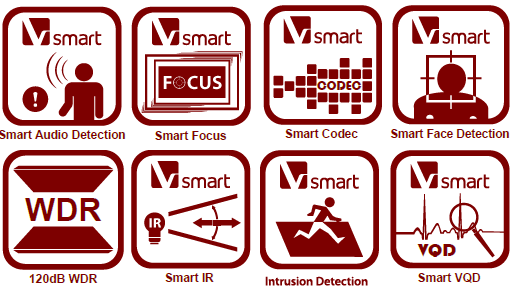 V smart
V smart
V smart
V smart
!
FOCUS
CODEC
Smart Audio Detection
Smart Focus
Smart Codec
Smart Face Detection
WDR
V smart
V smart
V smart
IR
VQD
120dB WDR
Smart IR
Intrusion Detection
Smart VQD